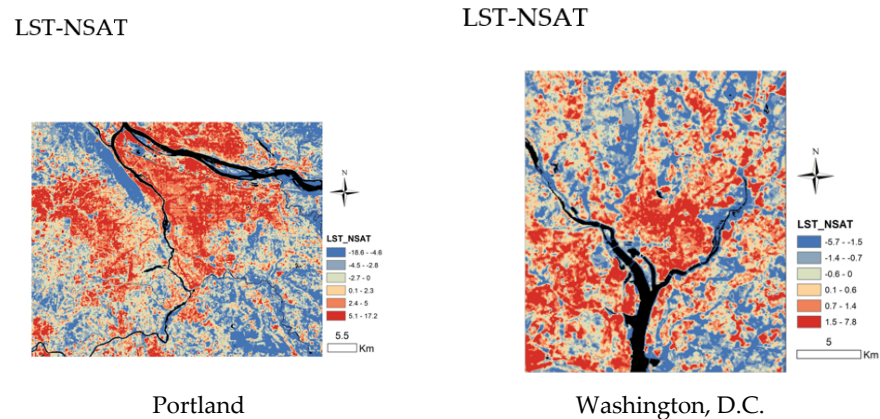 LST-NSAT
N
LST_NSAT
-18.6 - -4.6
-4.5 - -2.8
-2.7 - 0
0.1 - 2.3
2.4 - 5
5.1 - 17.2
5.5
Km
Portland
LST-NSAT
N
LST_NSAT
-5.7 - -1.5
-1.4 - -0.7
-0.6 - 0
0.1 - 0.6
0.7 - 1.4
1.5 - 7.8
5
Km
Washington, D.C.